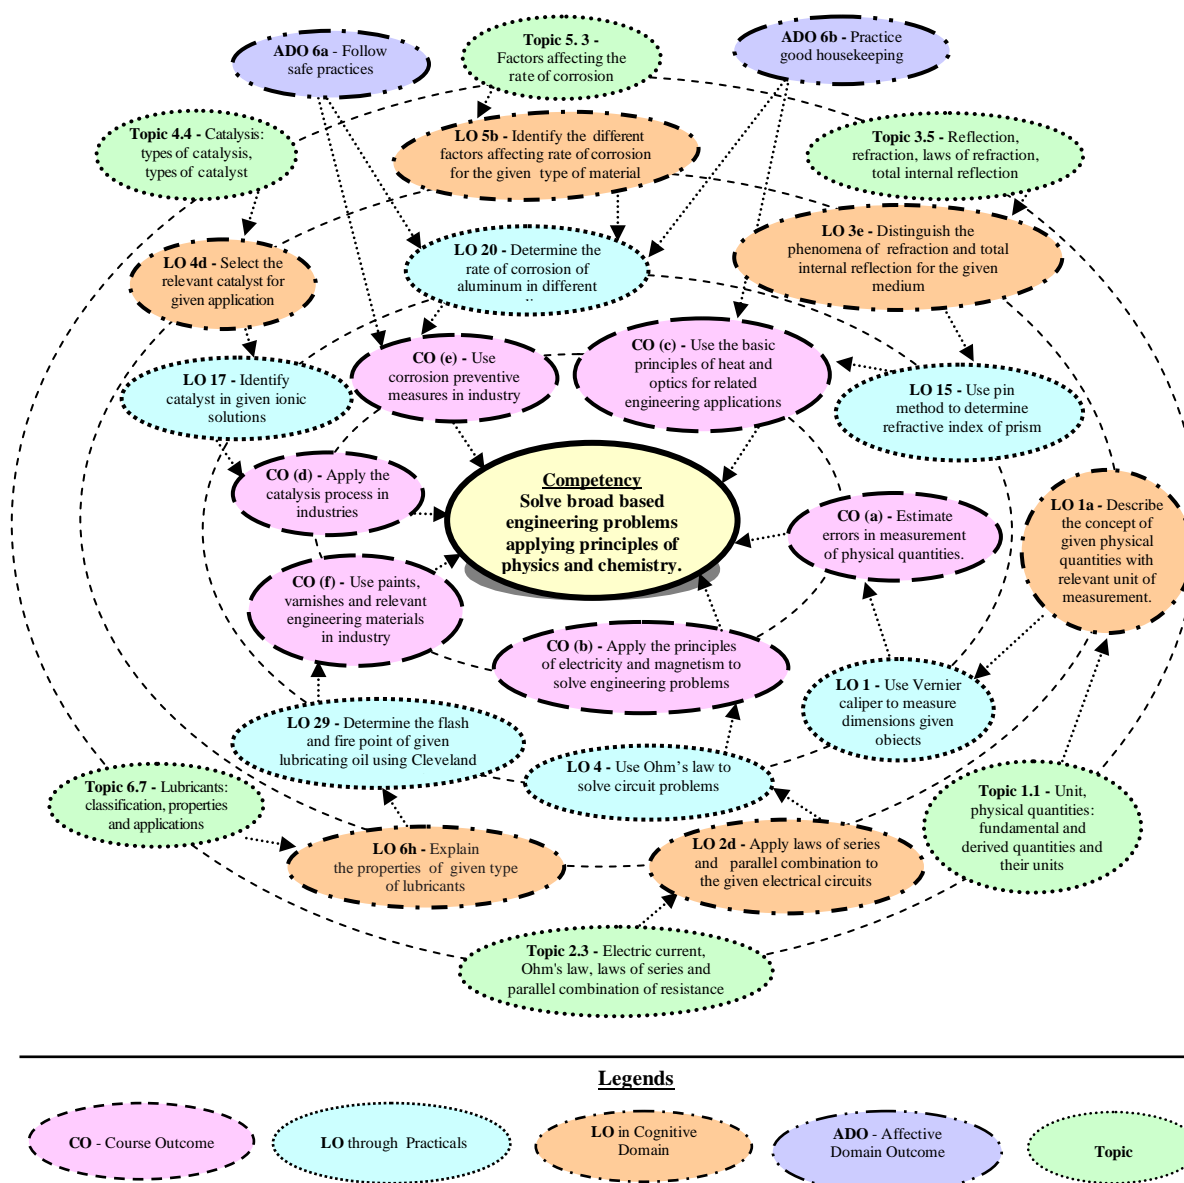 ADO 6a - Follow
safe practices
Topic 5. 3 -
Factors affecting the
rate of corrosion
ADO 6b - Practice
good housekeeping
Topic 4.4 - Catalysis:
types of catalysis,
types of catalyst
LO 5b - Identify the different
factors affecting rate of corrosion
for the given type of material
Topic 3.5 - Reflection,
refraction, laws of refraction,
total internal reflection
LO 4d - Select the
relevant catalyst for
given application
LO 20 - Determine the
rate of corrosion of
aluminum in different
LO 3e - Distinguish the
phenomena of refraction and total
internal reflection for the given
medium
LO 17 - Identify
catalyst in given ionic
solutions
CO (e) - Use
corrosion preventive
measures in industry
CO (c) - Use the basic
principles of heat and
optics for related
engineering applications
LO 15 - Use pin
method to determine
refractive index of prism
CO (d) - Apply the
catalysis process in
industries
Competency
Solve broad based
engineering problems
applying principles of
physics and chemistry.
CO (a) - Estimate
errors in measurement
of physical quantities.
LO 1a - Describe
the concept of
given physical
quantities with
relevant unit of
measurement.
CO (f) - Use paints,
varnishes and relevant
engineering materials
in industry
CO (b) - Apply the principles
of electricity and magnetism to
solve engineering problems
LO 1 - Use Vernier
caliper to measure
dimensions given
objects
LO 29 - Determine the flash
and fire point of given
lubricating oil using Cleveland
LO 4 - Use Ohm's law to
solve circuit problems
Topic 6.7 - Lubricants:
classification, properties
and applications
Topic 1.1 - Unit,
physical quantities:
fundamental and
derived quantities and
their units
LO 6h - Explain
the properties of given type
of lubricants
LO 2d - Apply laws of series
and parallel combination to
the given electrical circuits
Topic 2.3 - Electric current,
Ohm's law, laws of series and
parallel combination of resistance
Legends
CO - Course Outcome
LO through Practicals
LO in Cognitive
Domain
ADO - Affective
Domain Outcome
Topic